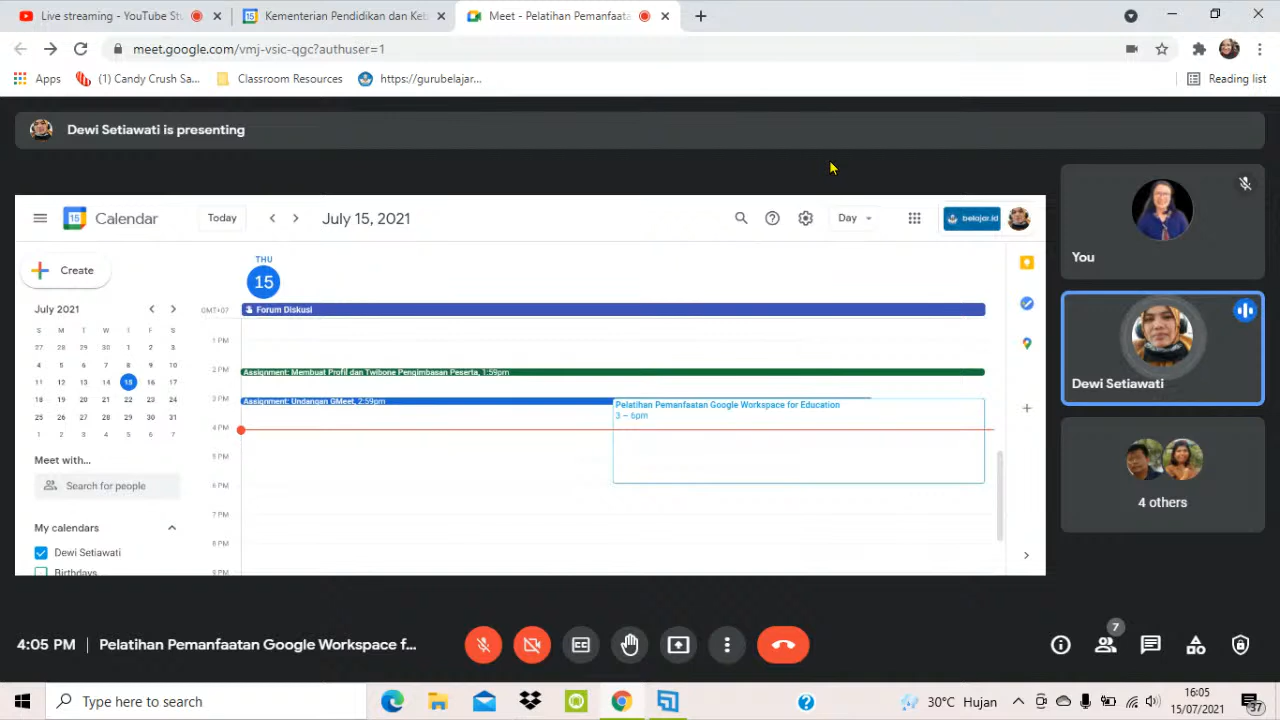 Live streaming - YouTube St
Kementerian Pendidikan dan Ke
Meet - Pelatihan Pemanfaata
meet.google.com/vmj-vsic-qgc?authuser=1
Apps
(1) Candy Crush Sa...
Classroom Resources
https://gurubelajar...
Reading list
Dewi Setiawati is presenting
15 Calendar
Today
July 15, 2021
Day
belajar.id
Create
THU
15
July 2021
GMT+07
Forum Diskusi
S M T W T F S
27 28 29 30 1 2 3
4 5 6 7 8 9 10
11 12 13 14 15 16 17
18 19 20 21 22 23 24
25 26 27 28 29 30 31
1 2 3 4 5 6 7
1 PM
2 PM
Assignment: Membuat Profil dan Twibone Pengimbasan Peserta, 1:59pm
3 PM
Assignment: Undangan GMeet, 2:59pm
Pelatihan Pemanfaatan Google Workspace for Education
3 – 6pm
4 PM
5 PM
6 PM
7 PM
8 PM
9 PM
Meet with...
Search for people
My calendars
Dewi Setiawati
Birthdays
You
Dewi Setiawati
4 others
4:05 PM
Pelatihan Pemanfaatan Google Workspace f...
7
Type here to search
30°C Hujan
16:05
15/07/2021
37